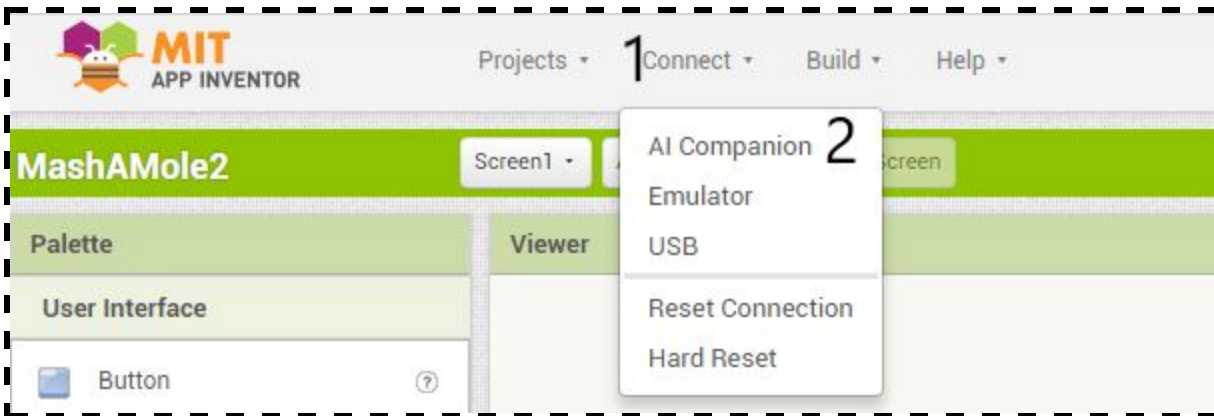 MIT
APP INVENTOR
Projects 1 Connect Build Help
MashAMole2
Screen1
Screen
AI Companion 2
Emulator
USB
Reset Connection
Hard Reset
Palette
Viewer
User Interface
Button ?